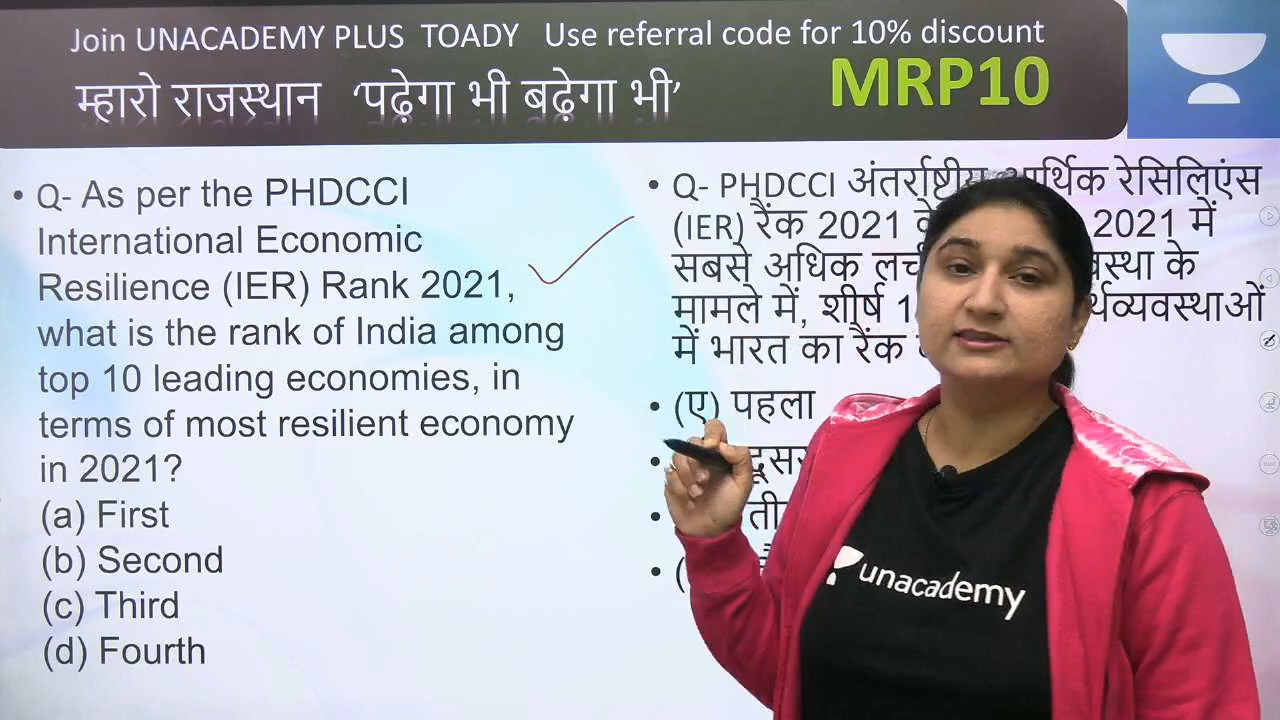 Join UNACADEMY PLUS TOADY Use referral code for 10% discount
म्हारो राजस्थान 'पढ़ेगा भी बढ़ेगा भी'
MRP10
• Q- As per the PHDCCI
International Economic
Resilience (IER) Rank 2021,
what is the rank of India among
top 10 leading economies, in
terms of most resilient economy
in 2021?
(a) First
(b) Second
(c) Third
(d) Fourth
• Q- PHDCCI अंतर्राष्ट्रीय आर्थिक रेसिलिएंस
(IER) रैंक 2021 2021 में
सबसे अधिक के
मामले में, शीर्ष
में भारत का रैंक
• (ए) पहला
unacademy